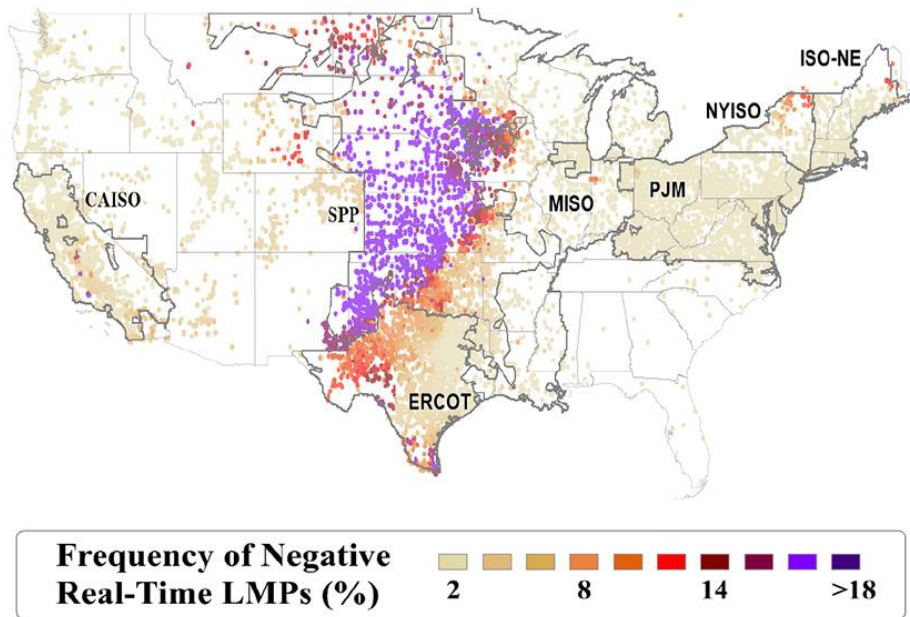 ISO-NE
NYISO
CAISO
SPP
MISO
PJM
ERCOT
Frequency of Negative
Real-Time LMPs (%)
2 8 14 >18